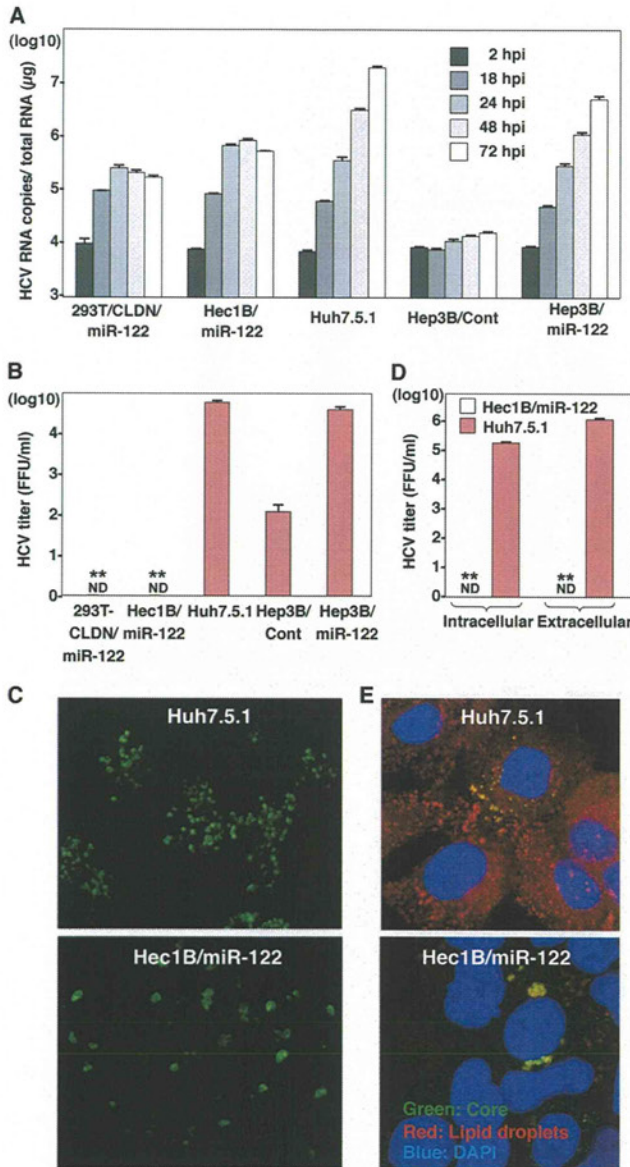 A
(log10)
HCV RNA copies/ total RNA (µg)
7
6
5
4
3
2 hpi
18 hpi
24 hpi
48 hpi
72 hpi
293T/CLDN/
miR-122
Hec1B/
miR-122
Huh7.5.1
Hep3B/Cont
Hep3B/
miR-122
B
(log10)
HCV titer (FFU/ml)
4
3
2
1
0
**
ND
**
ND
293T-
CLDN/
miR-122
Hec1B/
miR-122
Huh7.5.1
Hep3B/
Cont
Hep3B/
miR-122
D
(log10)
HCV titer (FFU/ml)
6
5
4
3
2
1
0
Hec1B/miR-122
Huh7.5.1
**
ND
**
ND
Intracellular
Extracellular
C
Huh7.5.1
Hec1B/miR-122
E
Huh7.5.1
Hec1B/miR-122
Green: Core
Red: Lipid droplets
Blue: DAPI